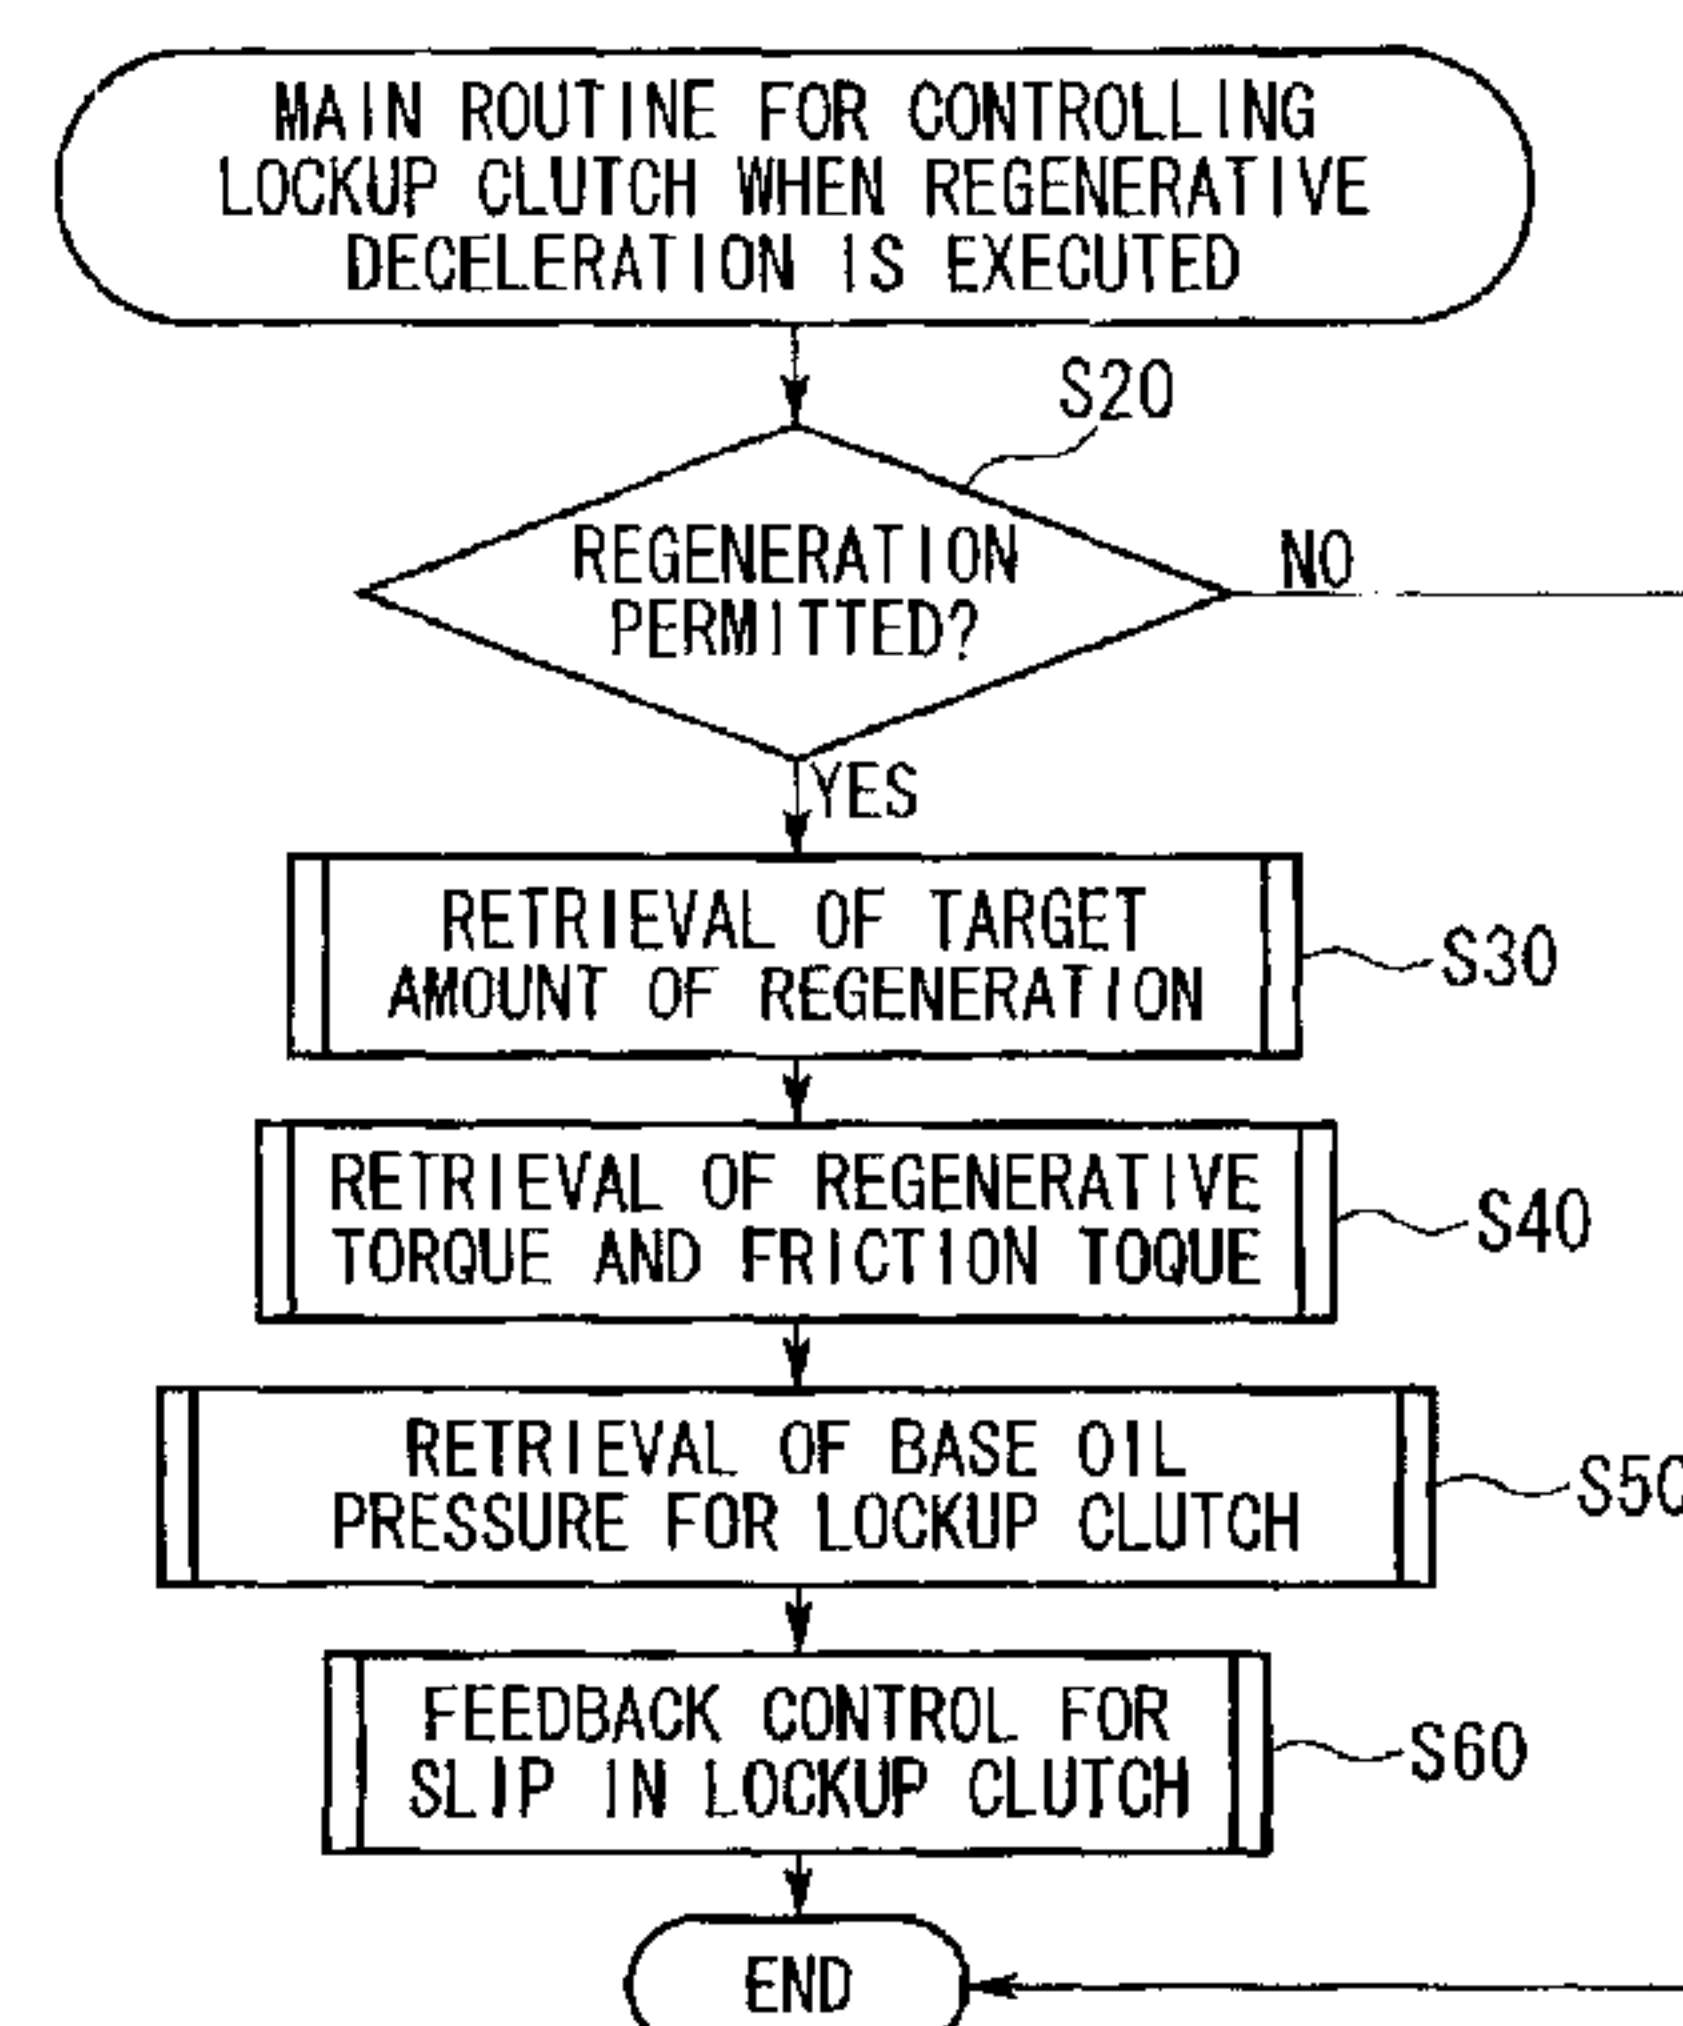 MAIN ROUTINE FOR CONTROLLING
LOCKUP CLUTCH WHEN REGENERATIVE
DECELERATION IS EXECUTED
S20
REGENERATION
PERMITTED?
NO
YES
RETRIEVAL OF TARGET
AMOUNT OF REGENERATION
S30
RETRIEVAL OF REGENERATIVE
TORQUE AND FRICTION TOQUE
S40
RETRIEVAL OF BASE OIL
PRESSURE FOR LOCKUP CLUTCH
S50
FEEDBACK CONTROL FOR
SLIP IN LOCKUP CLUTCH
S60
END